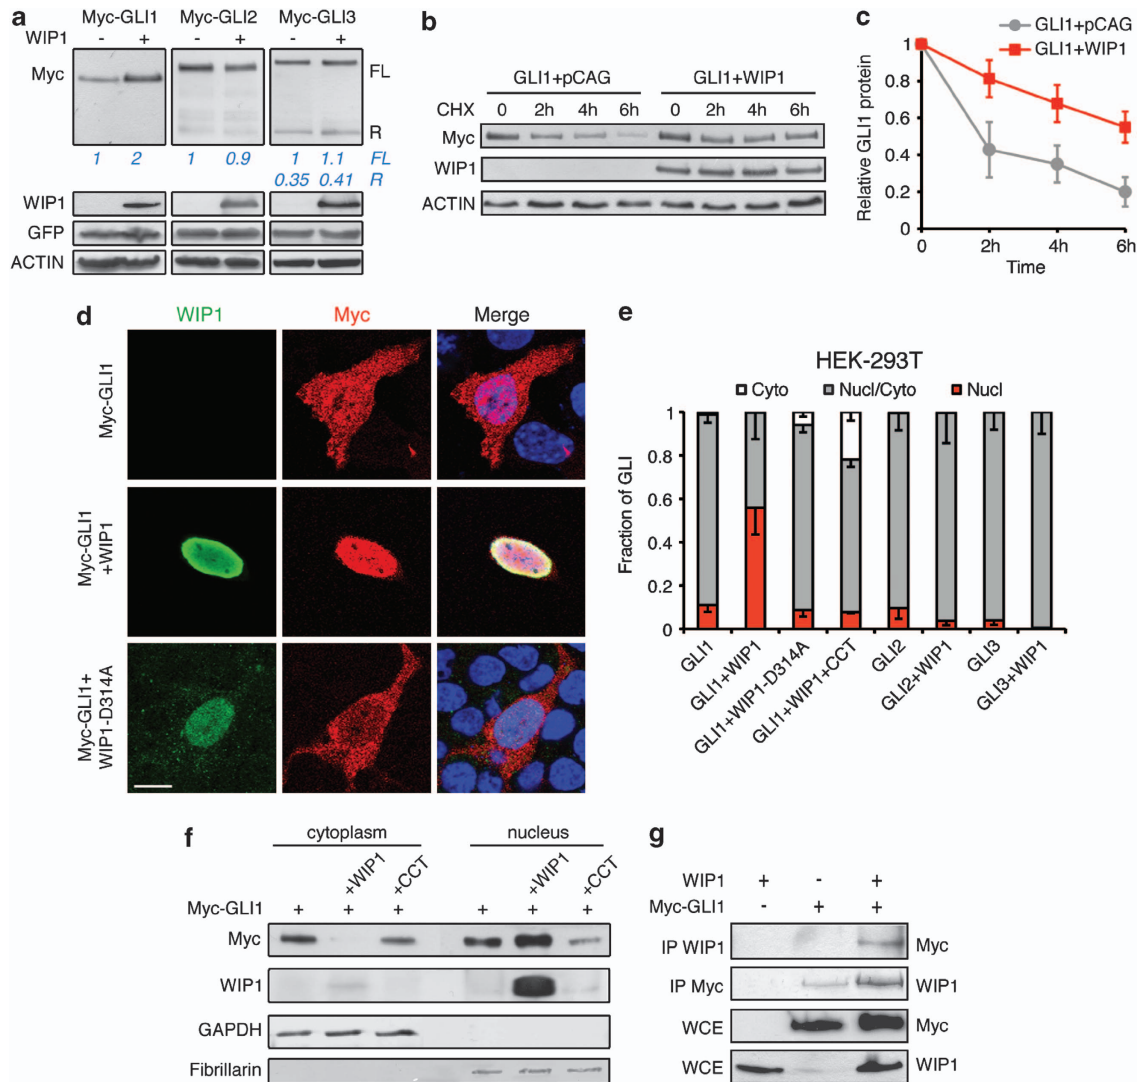 a
Myc-GLI1 Myc-GLI2 Myc-GLI3
WIP1 - + - + - +
Myc FL
R
1 2 1 0.9 1 1.1 FL
0.35 0.41 R
WIP1
GFP
ACTIN
b
GLI1+pCAG GLI1+WIP1
CHX 0 2h 4h 6h 0 2h 4h 6h
Myc
WIP1
ACTIN
c
GLI1+pCAG
GLI1+WIP1
Relative GLI1 protein
1
0.8
0.6
0.4
0.2
0
0 2h 4h 6h
Time
d
WIP1 Myc Merge
Myc-GLI1
Myc-GLI1
+WIP1
Myc-GLI1+
WIP1-D314A
e
HEK-293T
Cyto Nucl/Cyto Nucl
Fraction of GLI
1
0.8
0.6
0.4
0.2
0
GLI1
GLI1+WIP1
GLI1+WIP1-D314A
GLI1+WIP1+CCT
GLI2
GLI2+WIP1
GLI3
GLI3+WIP1
f
cytoplasm nucleus
+WIP1 +CCT +WIP1 +CCT
Myc-GLI1 + + + + + +
Myc
WIP1
GAPDH
Fibrillarin
g
WIP1 + - +
Myc-GLI1 - + +
IP WIP1 Myc
IP Myc WIP1
WCE Myc
WCE WIP1